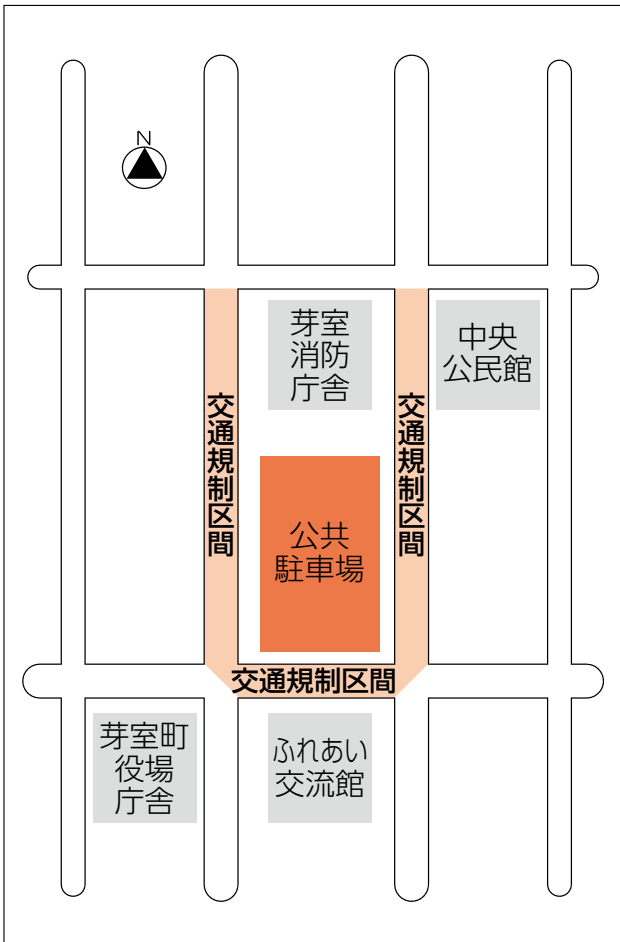 N
芽室
消防
庁舎
中央
公民館
交通規制区間
交通規制区間
公共
駐車場
交通規制区間
芽室町
役場
庁舎
ふれあい
交流館